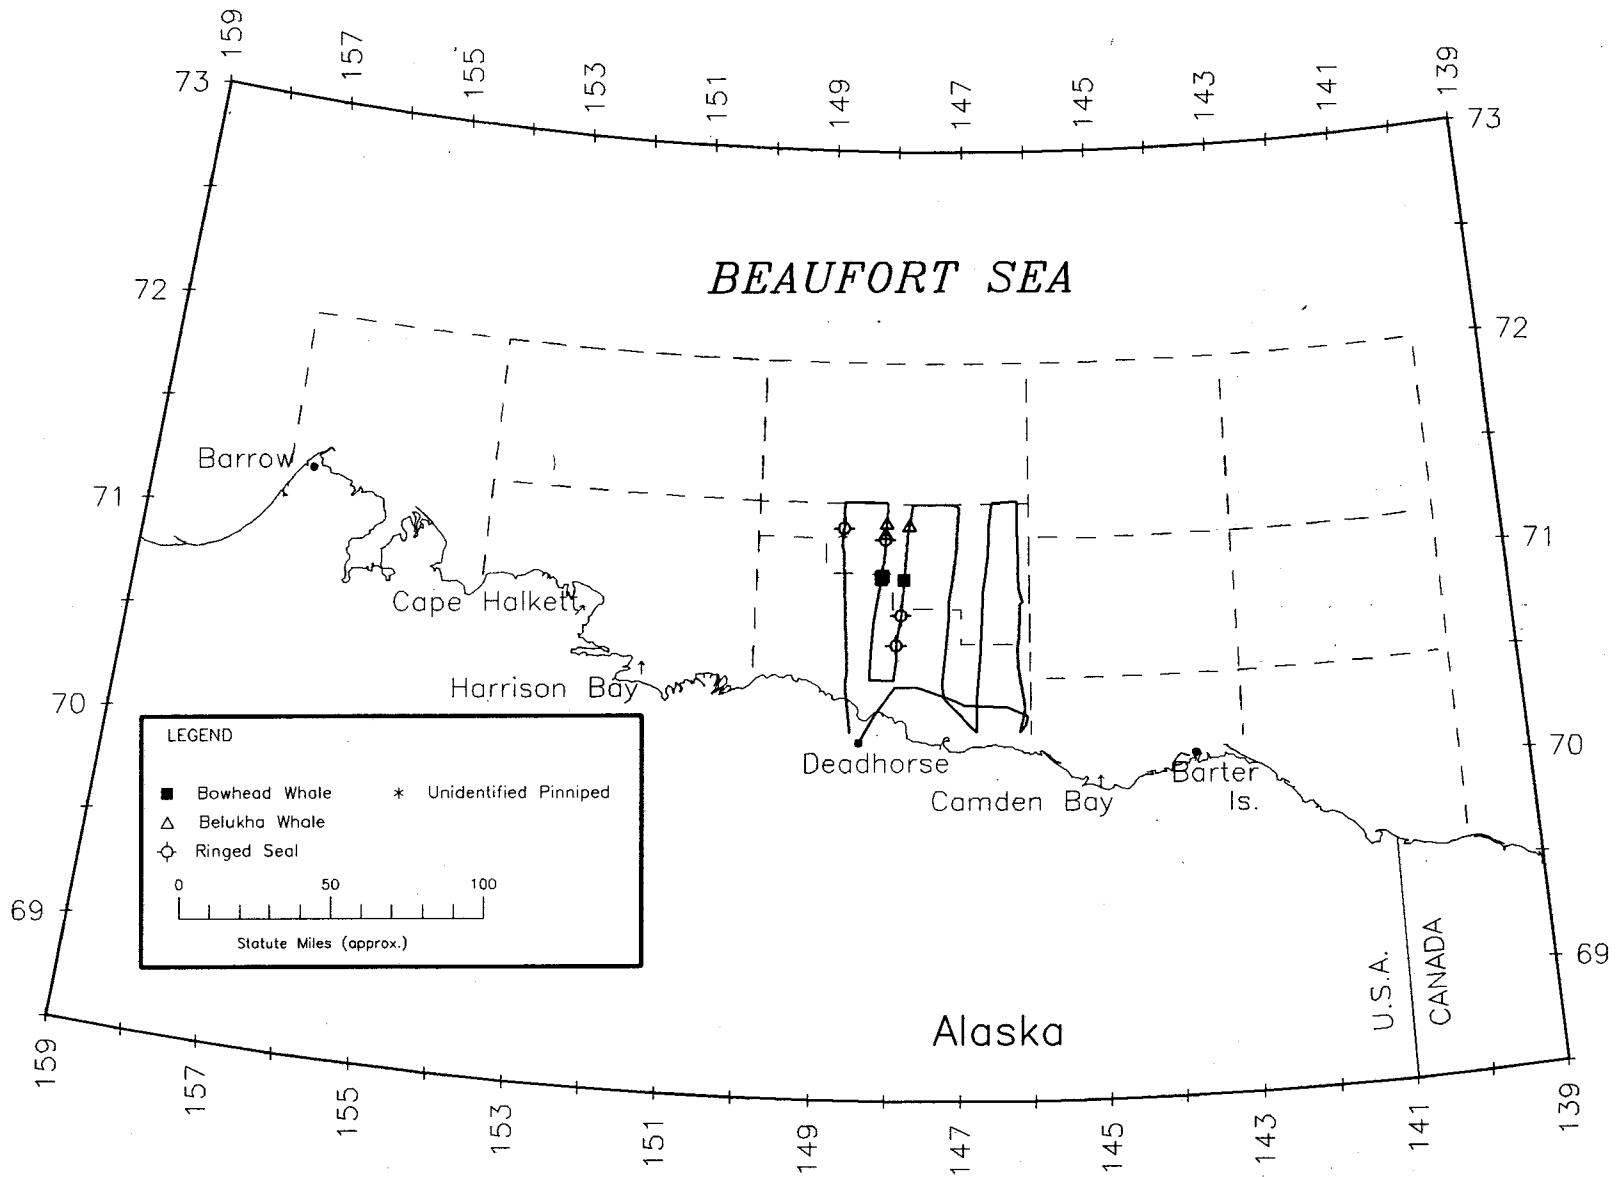 159
157
155
153
151
149
147
145
143
141
139
73
73
BEAUFORT SEA
72
72
Barrow
71
71
Cape Halkett
Harrison Bay
70
70
Deadhorse
Camden Bay
Barter
Is.
LEGEND
Bowhead Whale
Unidentified Pinniped
Belukha Whale
Ringed Seal
0 50 100
Statute Miles (approx.)
69
69
U.S.A.
CANADA
Alaska
159
157
155
153
151
149
147
145
143
141
139